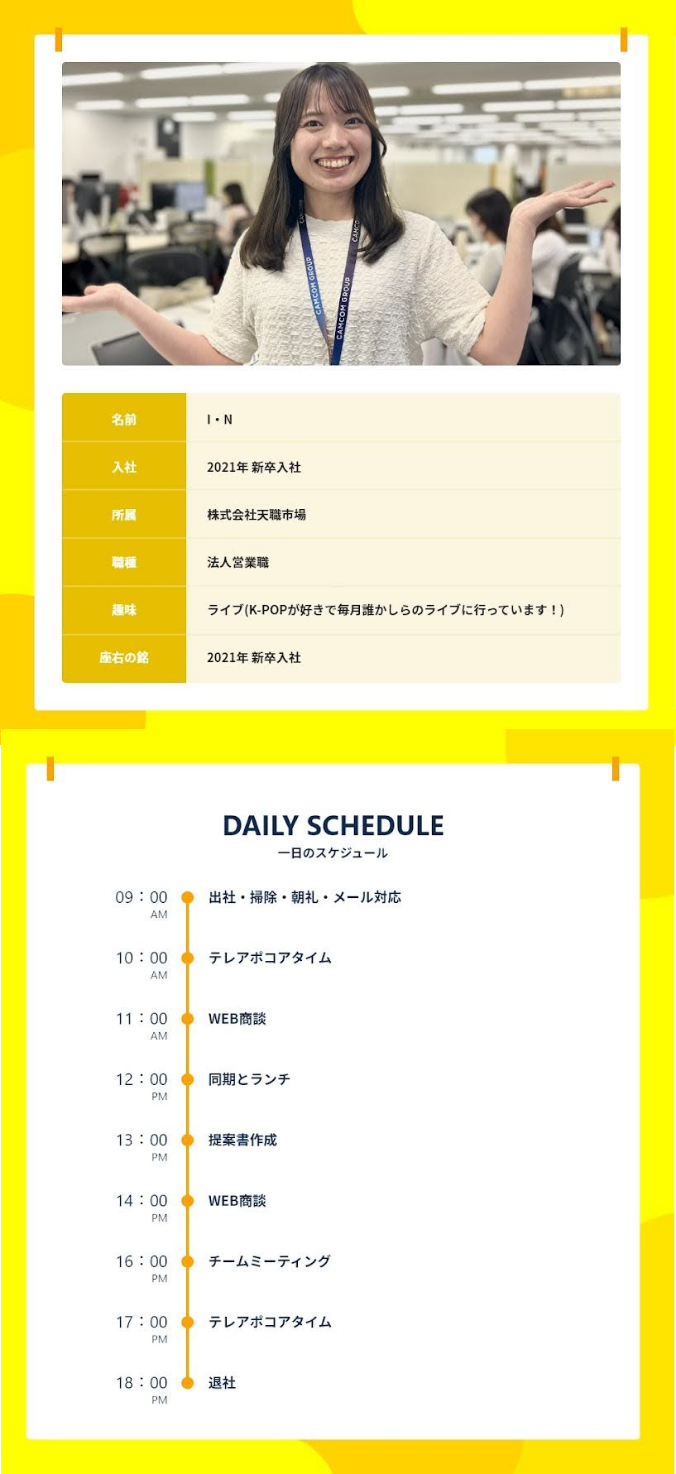 CAMCOM GROUP
CAMCOM GROUP
名前
I・N
入社
2021年 新卒入社
所属
株式会社天職市場
職種
法人営業職
趣味
ライブ(K-POPが好きで毎月誰かしらのライブに行っています！)
座右の銘
2021年 新卒入社
DAILY SCHEDULE
一日のスケジュール
09：00 出社・掃除・朝礼・メール対応
AM
10：00 テレアポコアタイム
AM
11：00 WEB商談
AM
12：00 同期とランチ
PM
13：00 提案書作成
PM
14：00 WEB商談
PM
16：00 チームミーティング
PM
17：00 テレアポコアタイム
PM
18：00 退社
PM